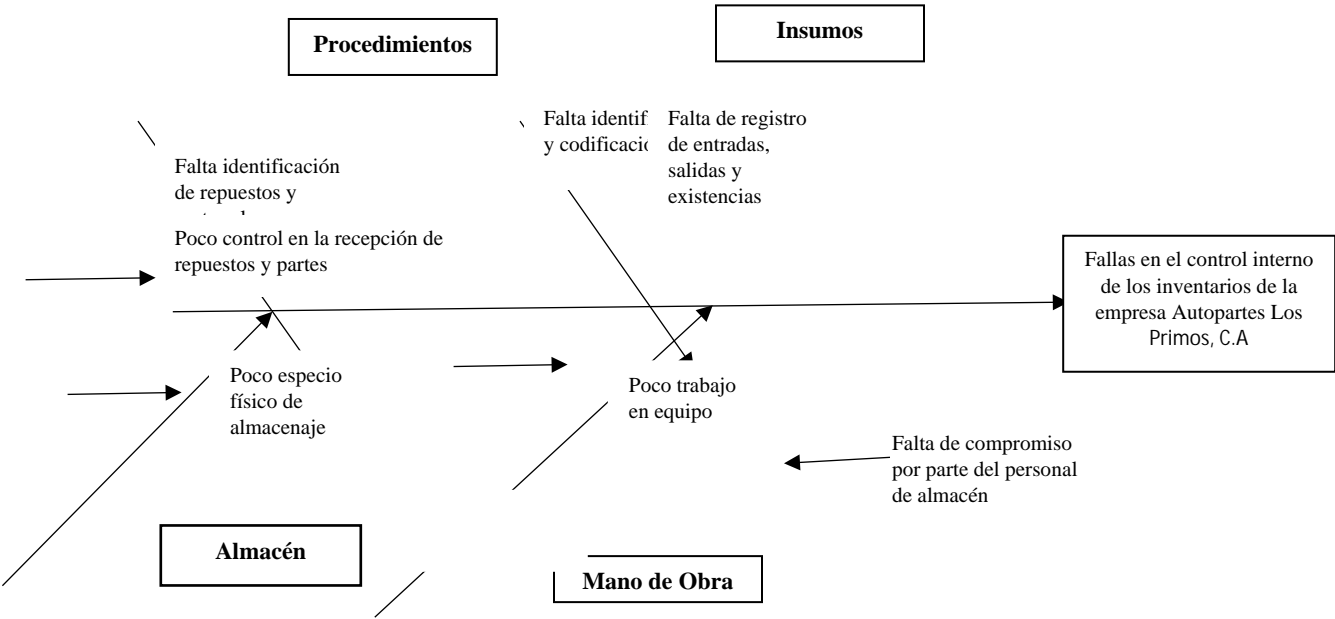 Procedimientos
Insumos
Falta
y
Falta de registro
de entradas,
salidas y
existencias
Falta identificación
de repuestos y
Poco control en la recepción de
repuestos y partes
Fallas en el control interno
de los inventarios de la
empresa Autopartes Los
Primos, C.A
Poco especio
físico de
almacenaje
Poco trabajo
en equipo
Falta de compromiso
por parte del personal
de almacén
Almacén
Mano de Obra